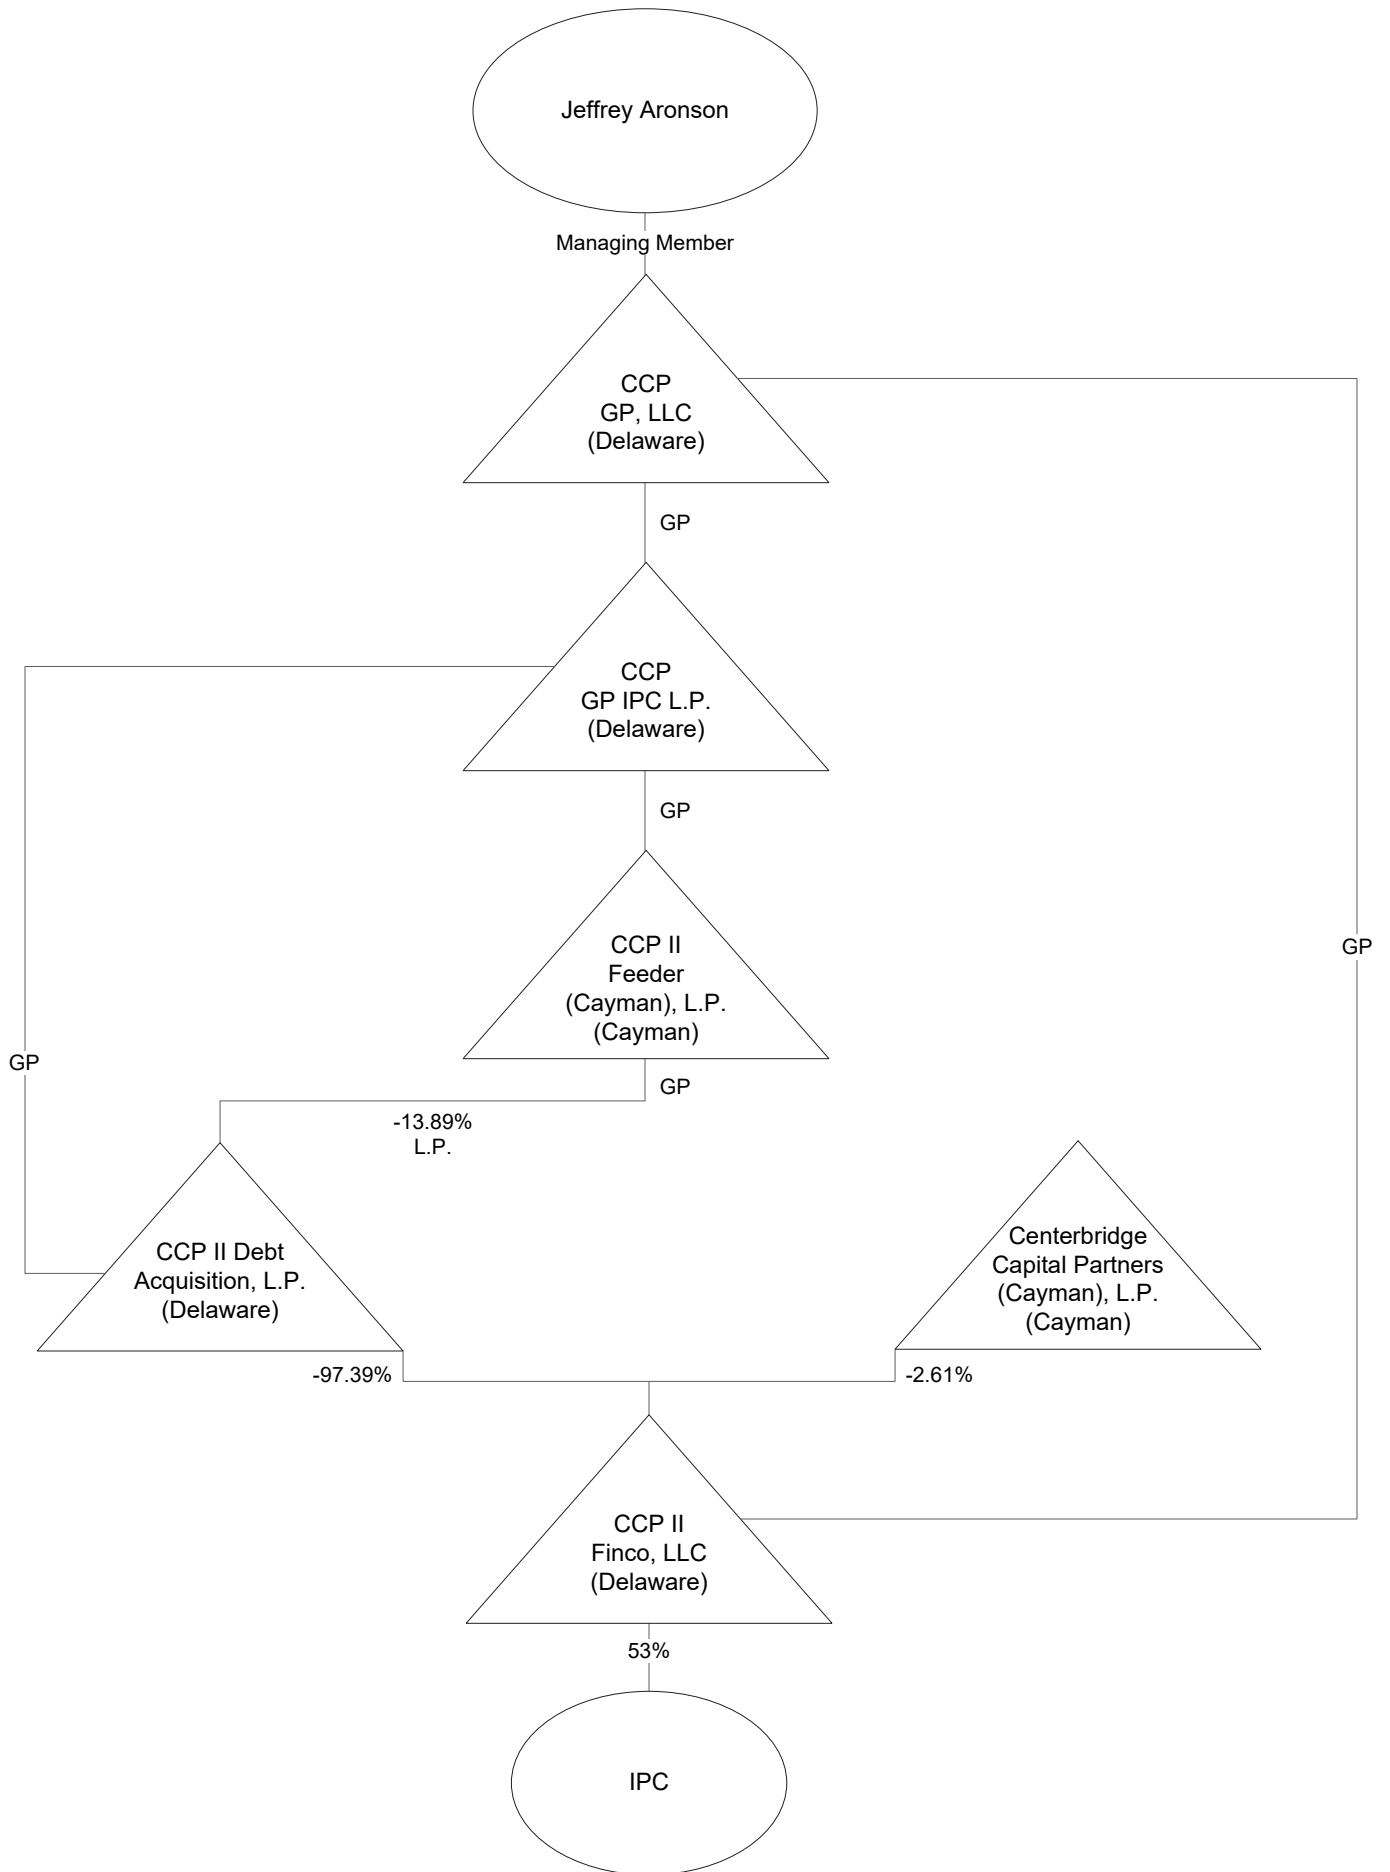 Jeffrey Aronson
Managing Member
CCP
GP, LLC
(Delaware)
GP
CCP
GP IPC L.P.
(Delaware)
GP
CCP II
Feeder
(Cayman), L.P.
(Cayman)
GP
GP
GP
-13.89%
L.P.
CCP II Debt
Acquisition, L.P.
(Delaware)
Centerbridge
Capital Partners
(Cayman), L.P.
(Cayman)
-97.39%
-2.61%
CCP II
Finco, LLC
(Delaware)
53%
IPC